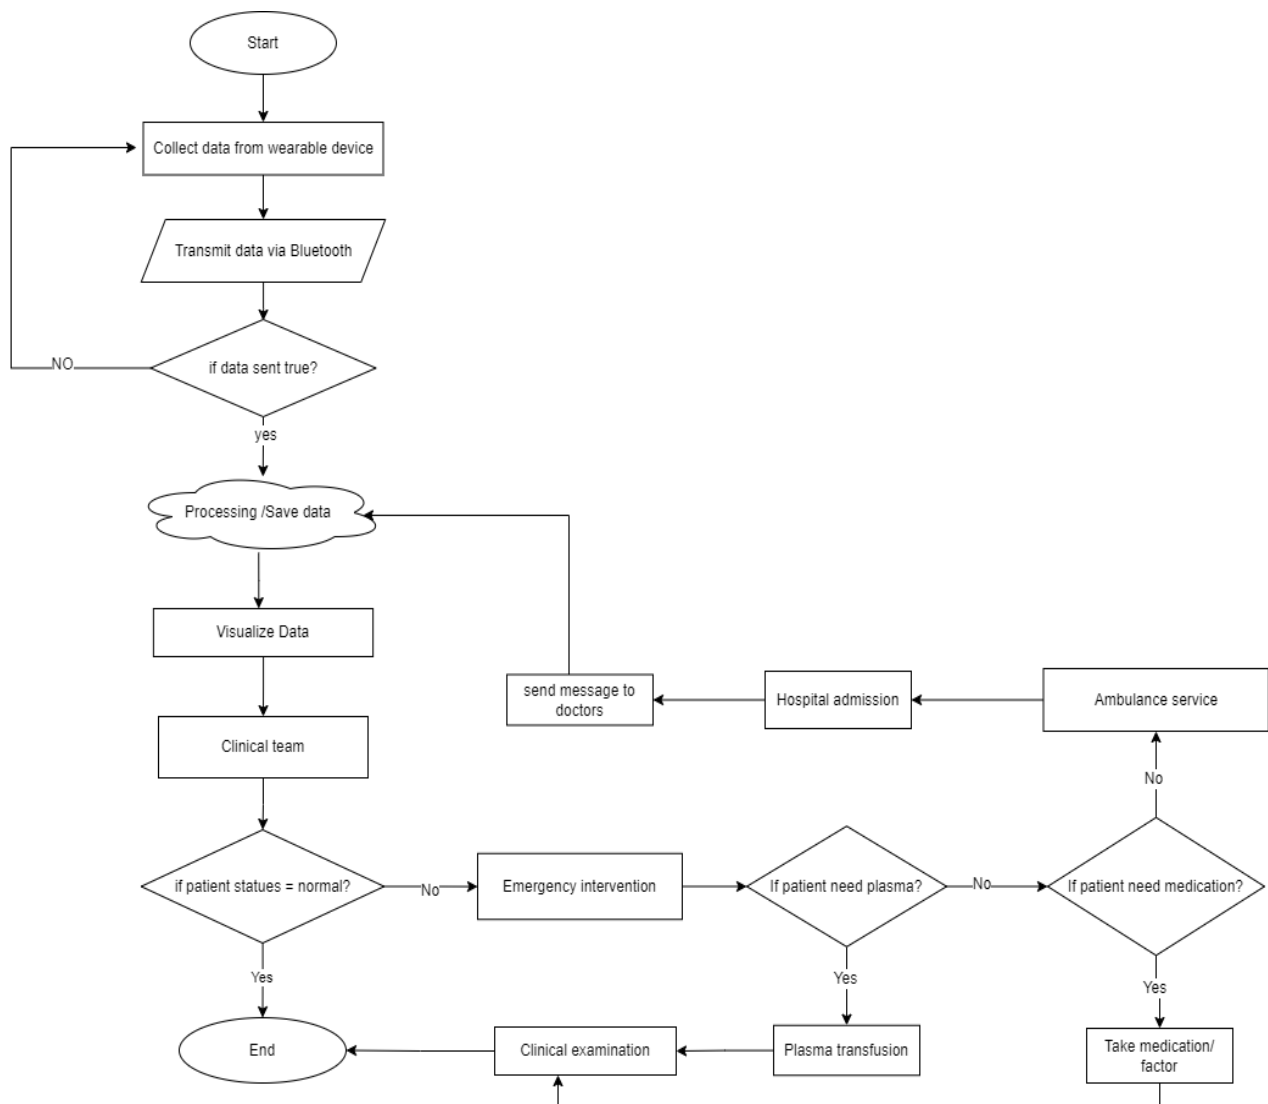 Start
Collect data from wearable device
Transmit data via Bluetooth
if data sent true?
NO
yes
Processing /Save data
Visualize Data
send message to
doctors
Hospital admission
Ambulance service
Clinical team
No
if patient statues = normal?
No
Emergency intervention
If patient need plasma?
No
If patient need medication?
Yes
Yes
Yes
End
Clinical examination
Plasma transfusion
Take medication/
factor